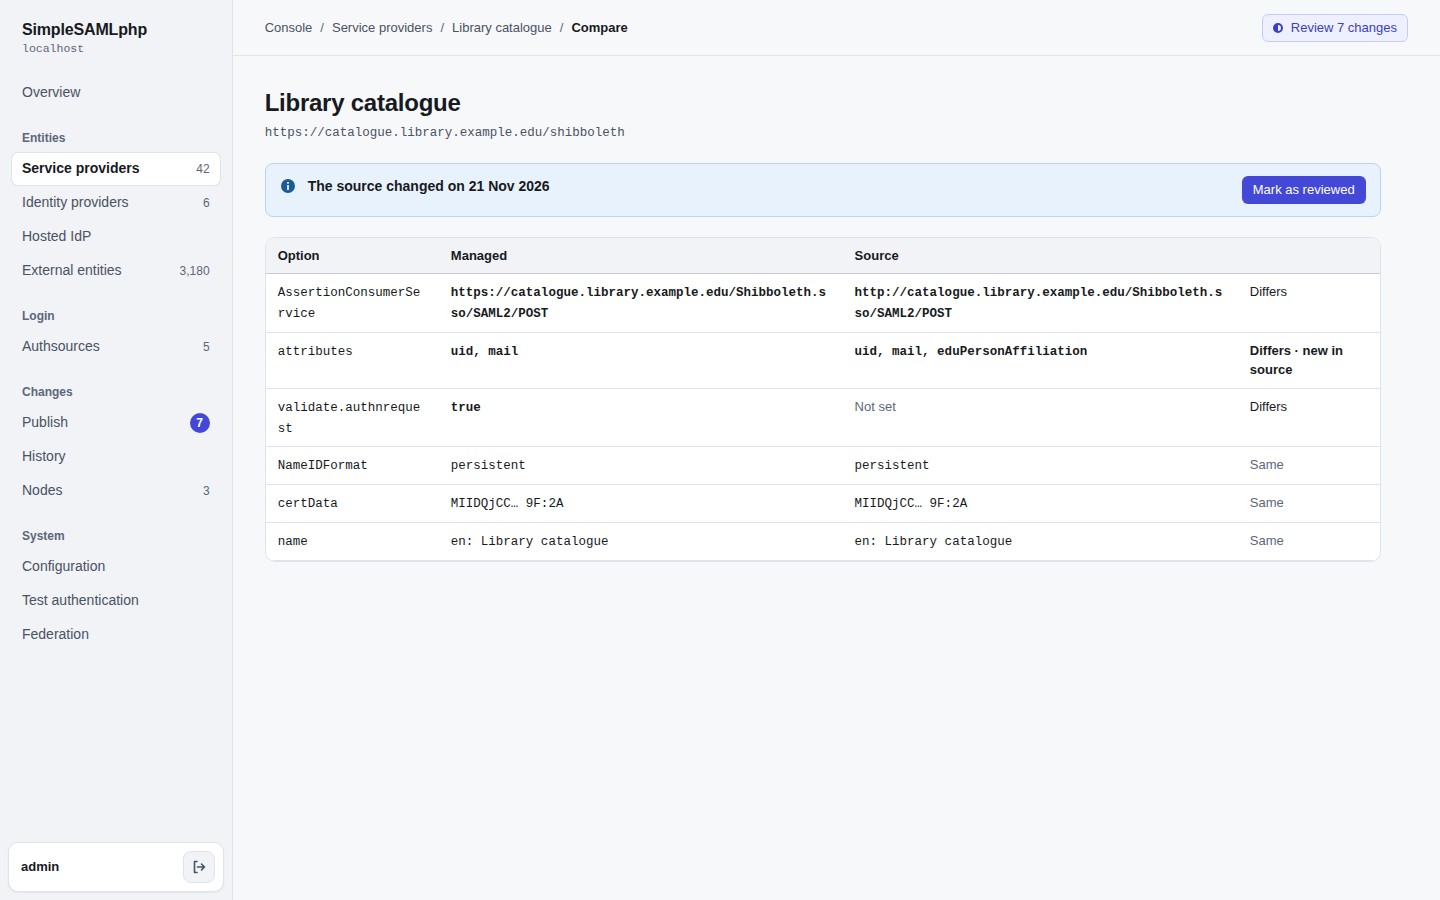 SimpleSAMLphp
localhost
Overview
Entities
Service providers 42
Identity providers 6
Hosted IdP
External entities 3,180
Login
Authsources 5
Changes
Publish 7
History
Nodes 3
System
Configuration
Test authentication
Federation
admin
Console / Service providers / Library catalogue / Compare
Review 7 changes
Library catalogue
https://catalogue.library.example.edu/shibboleth
The source changed on 21 Nov 2026
Mark as reviewed
Option Managed Source
AssertionConsumerSe https://catalogue.library.example.edu/Shibboleth.s http://catalogue.library.example.edu/Shibboleth.s Differs
rvice so/SAML2/POST so/SAML2/POST
attributes uid, mail uid, mail, eduPersonAffiliation Differs · new in
source
validate.authnreque true Not set Differs
st
NameIDFormat persistent persistent Same
certData MIIDQjCC… 9F:2A MIIDQjCC… 9F:2A Same
name en: Library catalogue en: Library catalogue Same